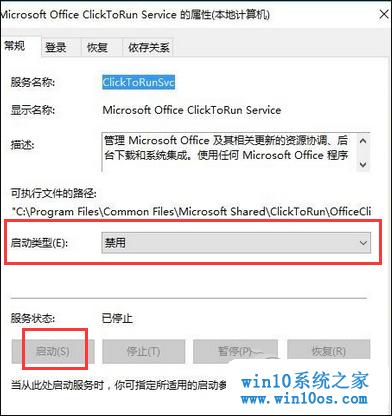 Microsoft Office ClickToRun Service 的属性(本地计算机)
常规 登录 恢复 依存关系
服务名称: ClickToRunSvc
显示名称: Microsoft Office ClickToRun Service
描述: 管理 Microsoft Office 及其相关更新的资源协调、后
台下载和系统集成。使用任何 Microsoft Office 程序
可执行文件的路径:
"C:\Program Files\Common Files\Microsoft Shared\ClickToRun\OfficeCli
启动类型(E): 禁用
服务状态: 已停止
启动(S) 停止(T) 暂停(P) 恢复(R)
当从此处启动服务时，你可指定所适用的启动参
win10系统之家
www.win10os.com